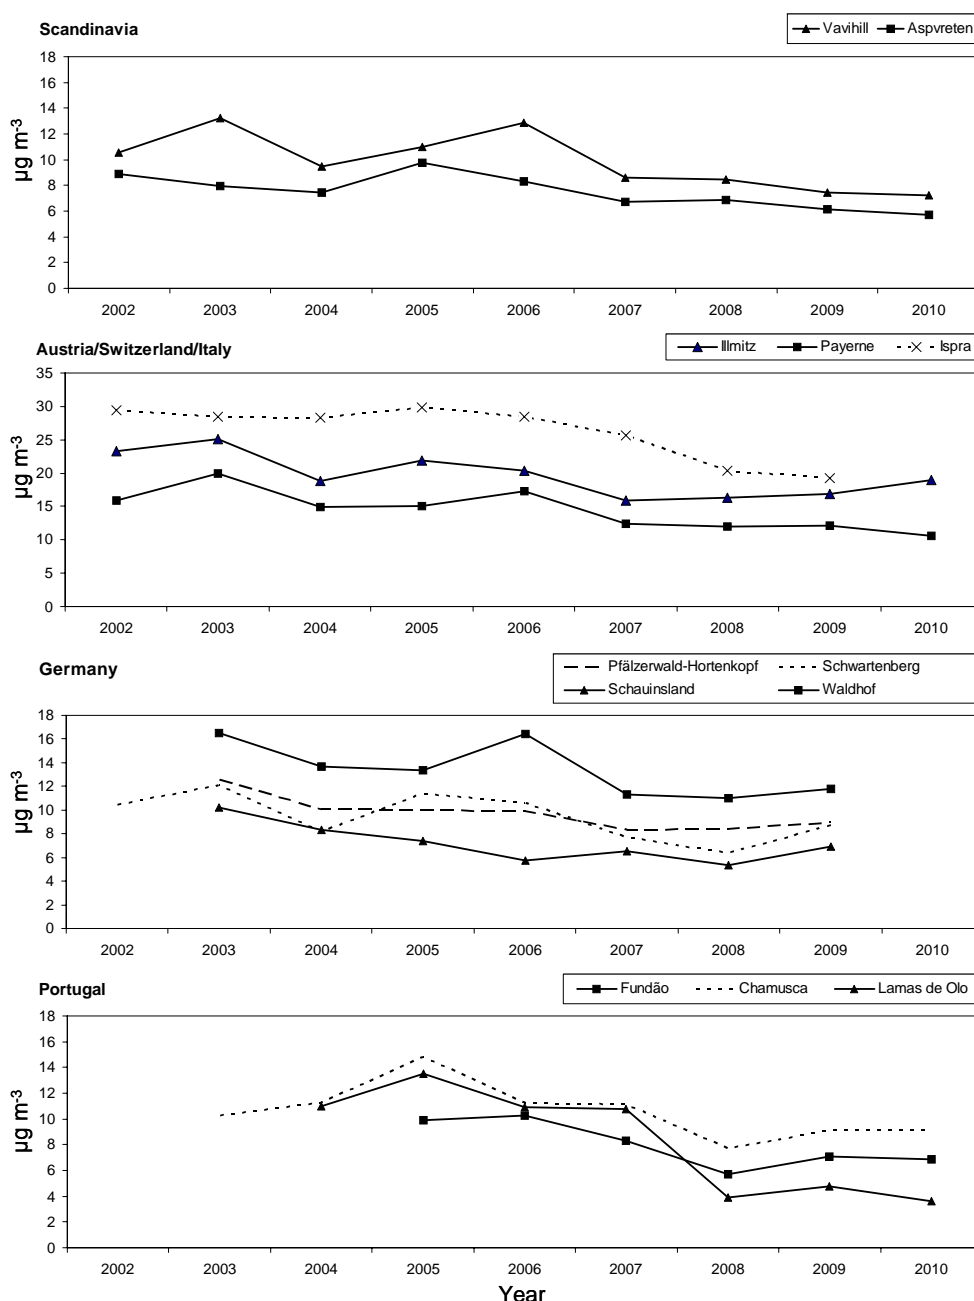 Scandinavia
Vavihill Aspvreten
18
16
14
12
10
8
6
4
2
0
µg m-3
2002 2003 2004 2005 2006 2007 2008 2009 2010
Austria/Switzerland/Italy
Illmitz Payerne Ispra
35
30
25
20
15
10
5
0
µg m-3
2002 2003 2004 2005 2006 2007 2008 2009 2010
Germany
Pfälzerwald-Hortenkopf Schwartenberg
Schauinsland Waldhof
18
16
14
12
10
8
6
4
2
0
µg m-3
2002 2003 2004 2005 2006 2007 2008 2009 2010
Portugal
Fundão Chamusca Lamas de Olo
18
16
14
12
10
8
6
4
2
0
µg m-3
2002 2003 2004 2005 2006 2007 2008 2009 2010
Year